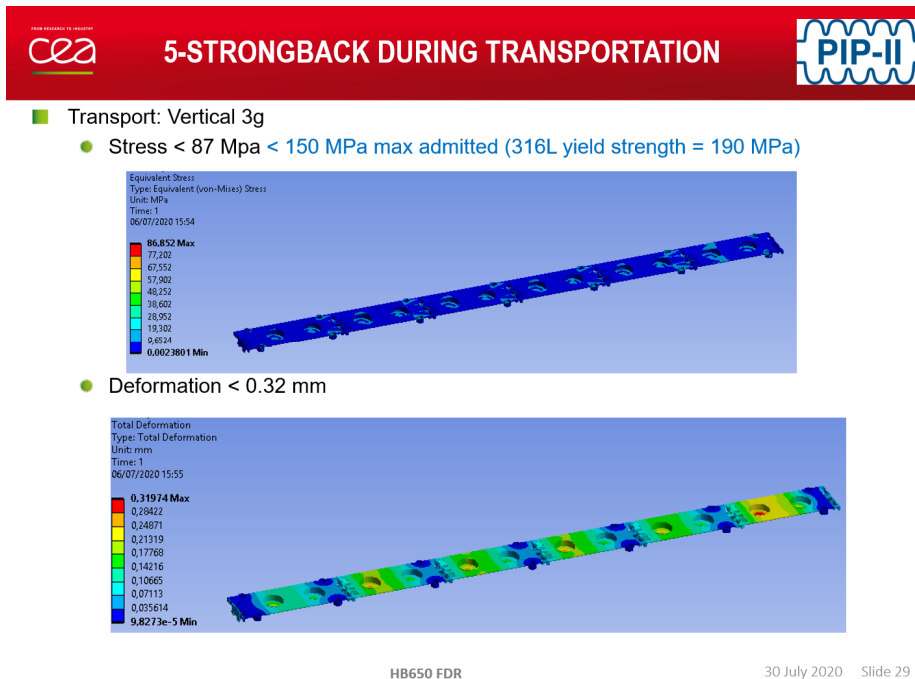 FROM RESEARCH TO INDUSTRY
cea
5-STRONGBACK DURING TRANSPORTATION
PIP-II
Transport: Vertical 3g
Stress < 87 Mpa < 150 MPa max admitted (316L yield strength = 190 MPa)
Equivalent Stress
Type: Equivalent (von-Mises) Stress
Unit: MPa
Time: 1
06/07/2020 15:54
86,852 Max
77,202
67,552
57,902
48,252
38,602
28,952
19,302
9,6524
0,0023801 Min
Deformation < 0.32 mm
Total Deformation
Type: Total Deformation
Unit: mm
Time: 1
06/07/2020 15:55
0,31974 Max
0,28422
0,24871
0,21319
0,17768
0,14216
0,10665
0,07113
0,035614
9,8273e-5 Min
HB650 FDR
30 July 2020 Slide 29